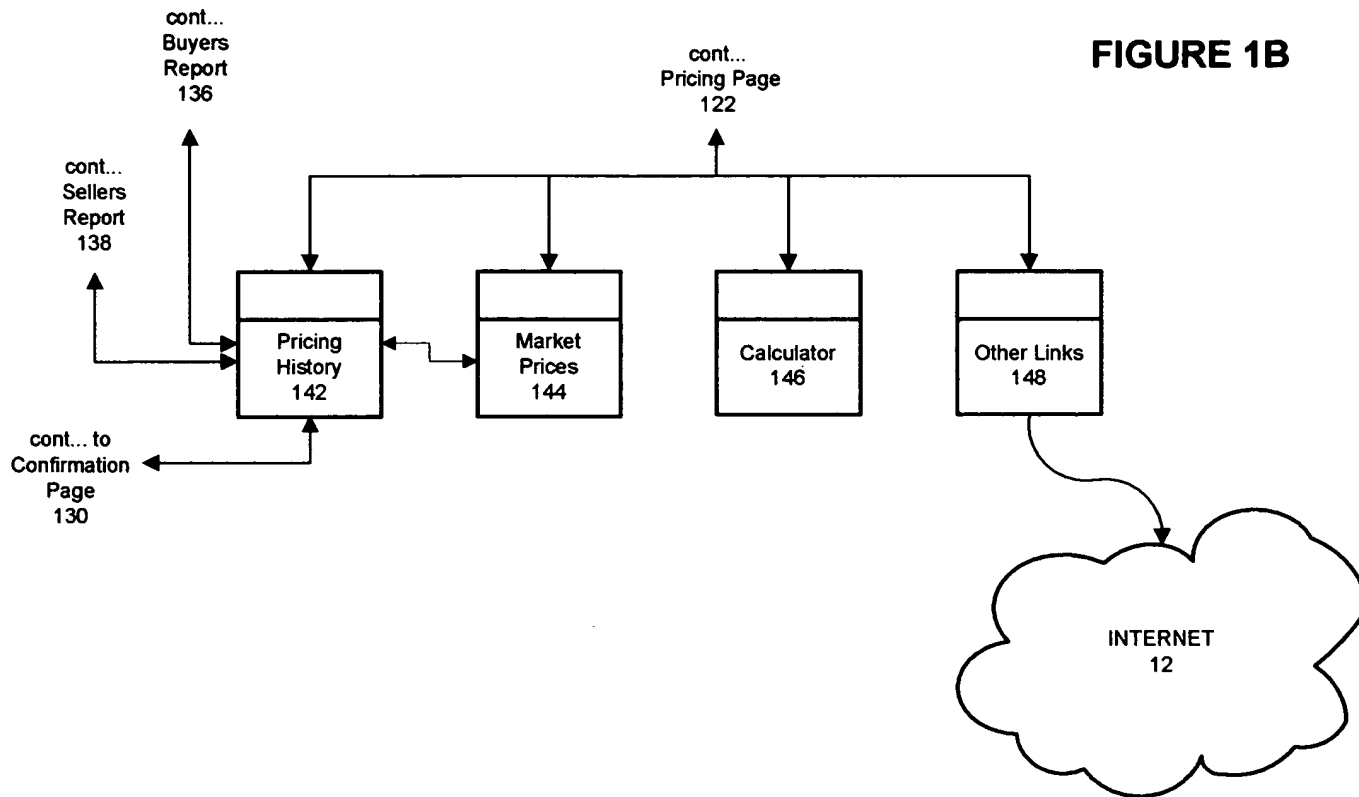 FIGURE 1B
cont...
Buyers
Report
136
cont...
Pricing Page
122
cont...
Sellers
Report
138
Pricing
History
142
Market
Prices
144
Calculator
146
Other Links
148
cont... to
Confirmation
Page
130
INTERNET
12